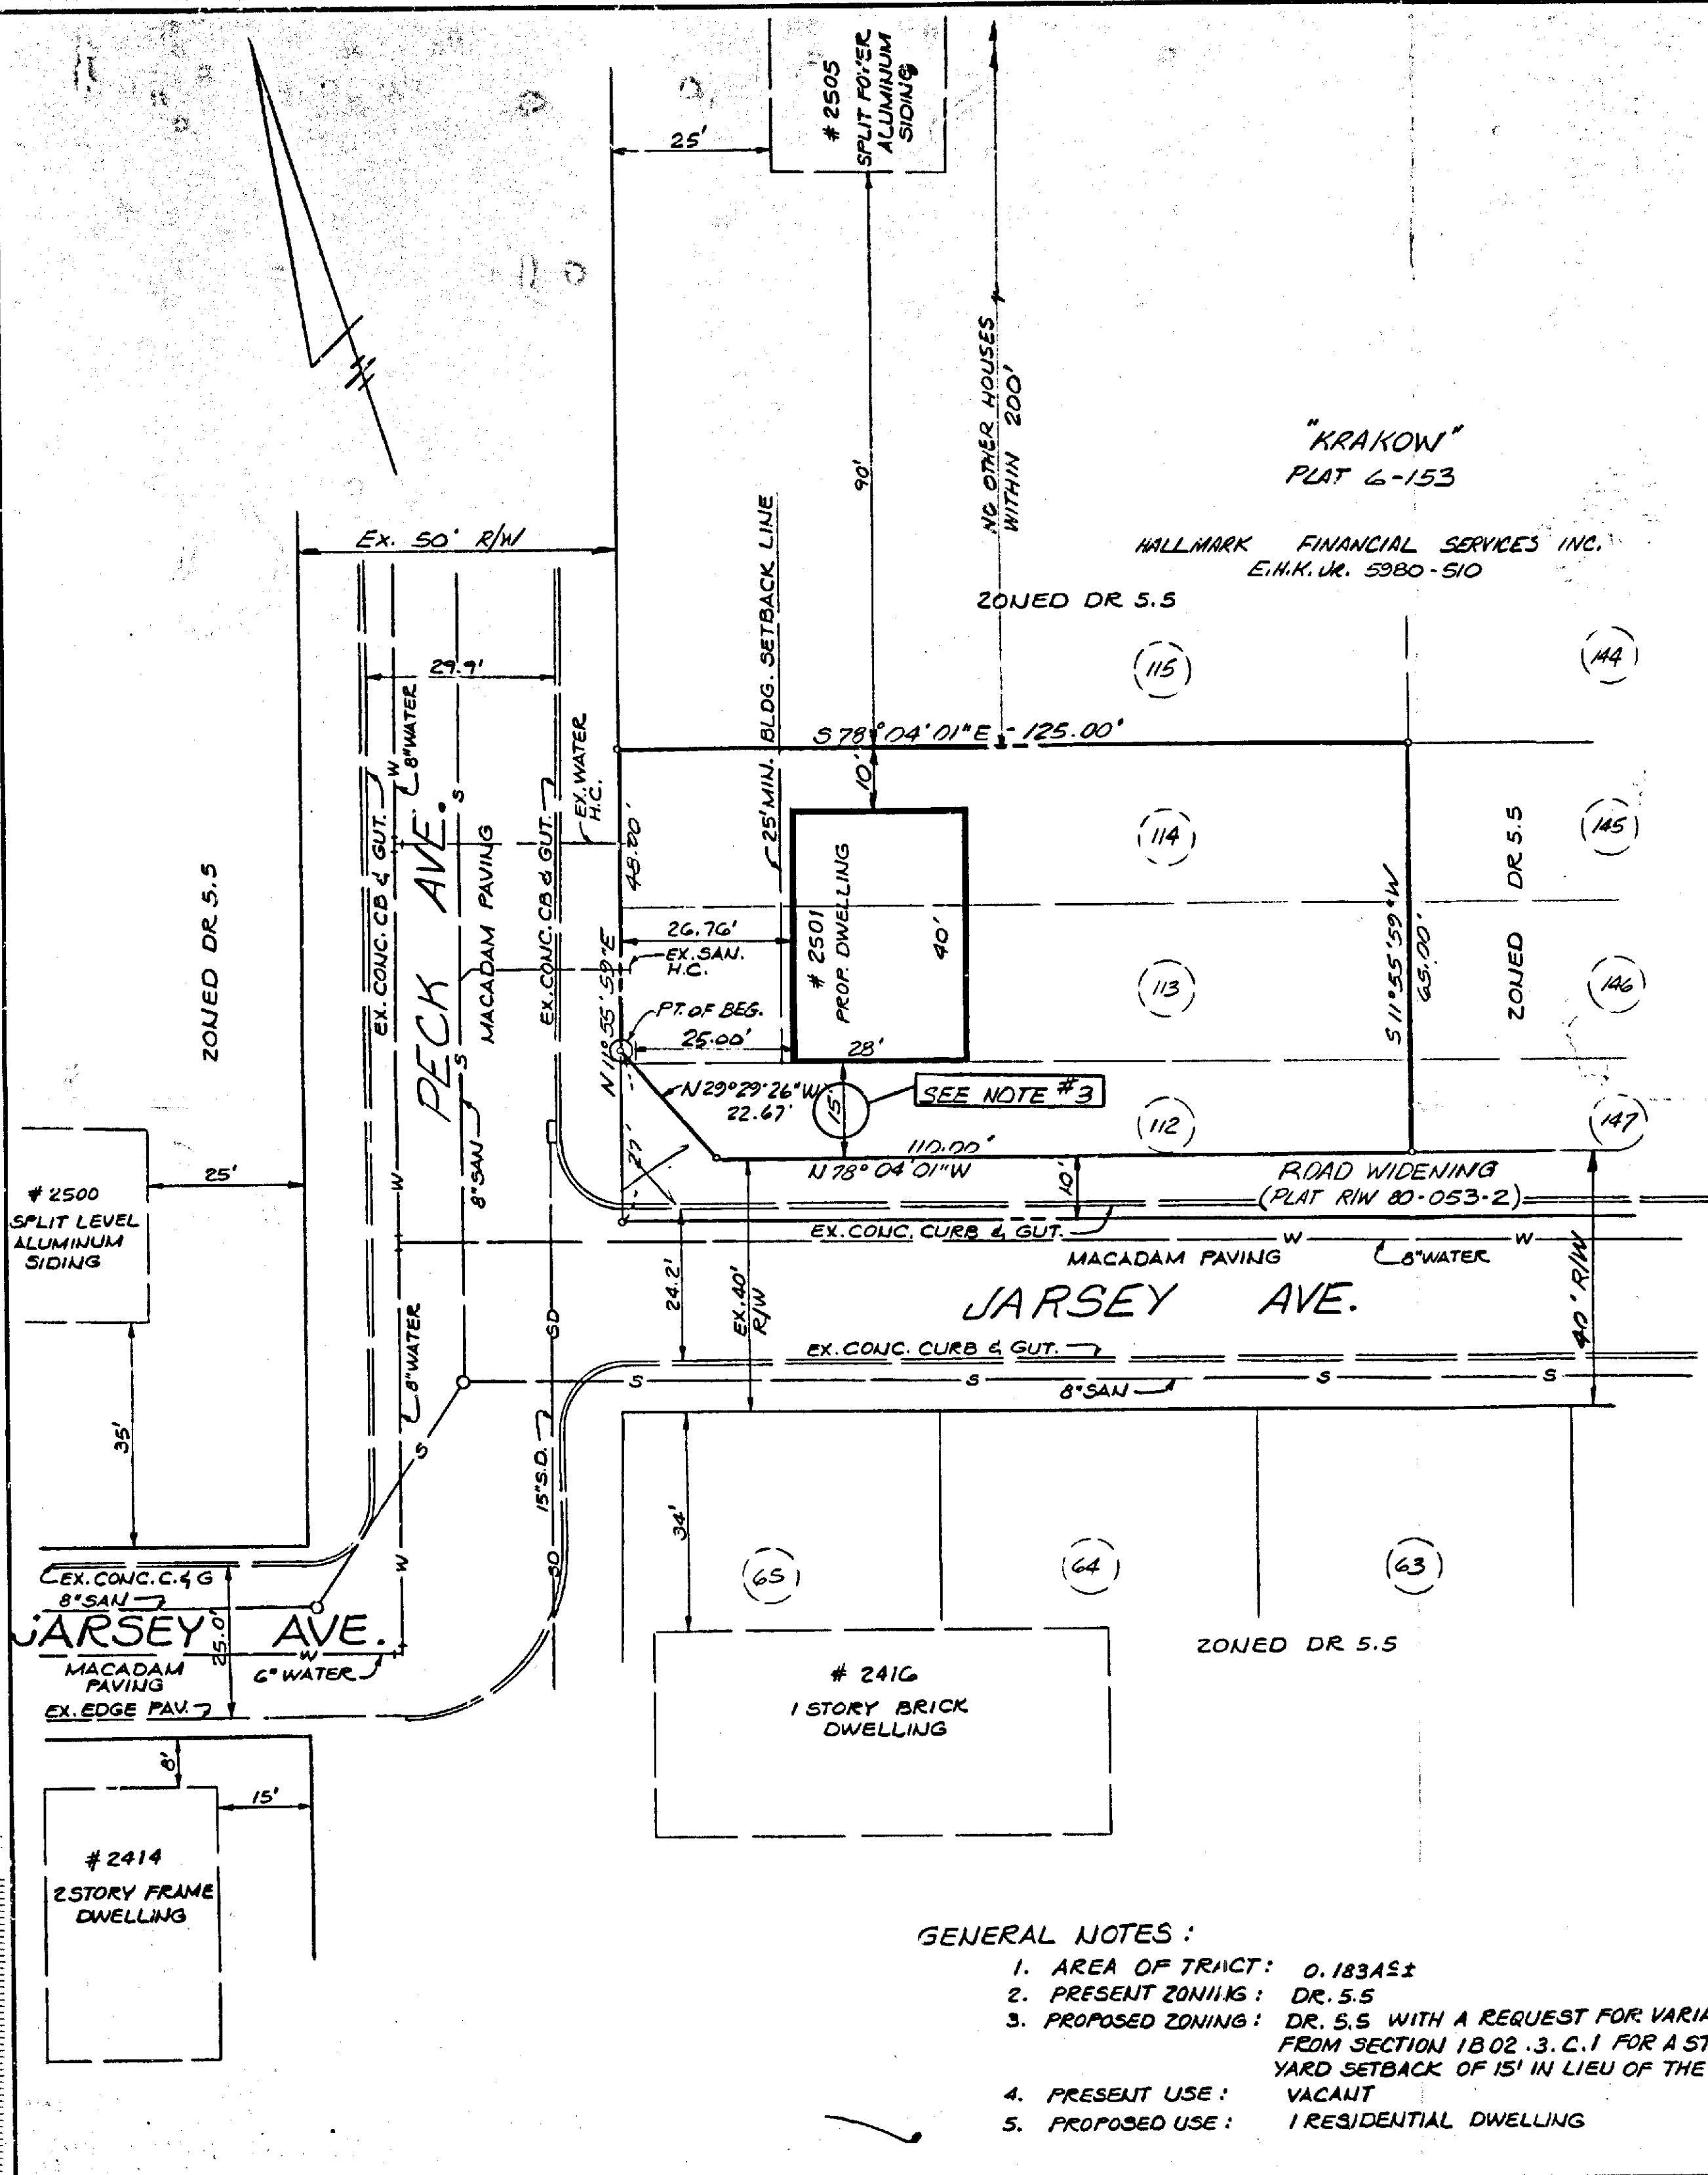 # 2505
SPLIT FOYER
ALUMINUM
SIDING
25'
90'
NO OTHER HOUSES
WITHIN 200'
"KRAKOW"
PLAT 6-153
HALLMARK FINANCIAL SERVICES INC.
E.H.K. JR. 5980-510
ZONED DR 5.5
EX. 50' R/W
29.9'
8" WATER
W
S
EX. CONC. CB & GUT.
PECK AVE.
MACADAM PAVING
EX. CONC. CB & GUT.
EX. WATER
H.C.
25' MIN. BLDG. SETBACK LINE
115
144
S 78° 04' 01" E - 125.00'
10'
48.00'
N 11° 55' 59" E
114
145
ZONED DR 5.5
ZONED DR 5.5
26.76'
EX. SAN.
H.C.
# 2501
PROP. DWELLING
40'
28'
113
146
S 11° 55' 59" W
65.00'
PT. OF BEG.
25.00'
N 29° 29' 26" W
22.67'
15'
SEE NOTE #3
112
147
27'
110.00'
N 78° 04' 01" W
10'
ROAD WIDENING
(PLAT R/W 80-053-2)
S
8" SAN
W
# 2500
SPLIT LEVEL
ALUMINUM
SIDING
25'
35'
EX. CONC. CURB & GUT.
W
W
MACADAM PAVING
8" WATER
24.2'
EX. 40'
R/W
JARSEY AVE.
40' R/W
EX. CONC. CURB & GUT.
S
S
S
S
8" SAN
8" WATER
S
SD
15" S.D.
SD
W
34'
65
64
63
EX. CONC. C. & G
8" SAN
25.0'
JARSEY AVE.
W
MACADAM
PAVING
6" WATER
EX. EDGE PAV.
8'
15'
# 2414
2 STORY FRAME
DWELLING
# 2416
1 STORY BRICK
DWELLING
ZONED DR 5.5
GENERAL NOTES :
1. AREA OF TRACT : 0.183 AC±
2. PRESENT ZONING : DR. 5.5
3. PROPOSED ZONING : DR. 5.5 WITH A REQUEST FOR VARIA
FROM SECTION 1B02.3.C.1 FOR A ST
YARD SETBACK OF 15' IN LIEU OF THE
4. PRESENT USE : VACANT
5. PROPOSED USE : 1 RESIDENTIAL DWELLING